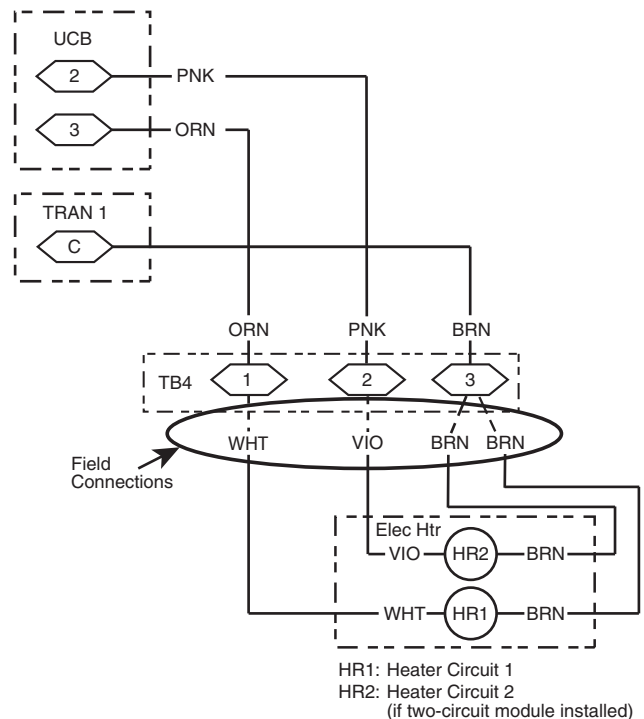 UCB
2 PNK
3 ORN
TRAN 1
C
ORN PNK BRN
TB4 1 2 3
WHT VIO BRN BRN
Field
Connections
Elec Htr
VIO HR2 BRN
WHT HR1 BRN
HR1: Heater Circuit 1
HR2: Heater Circuit 2
(if two-circuit module installed)